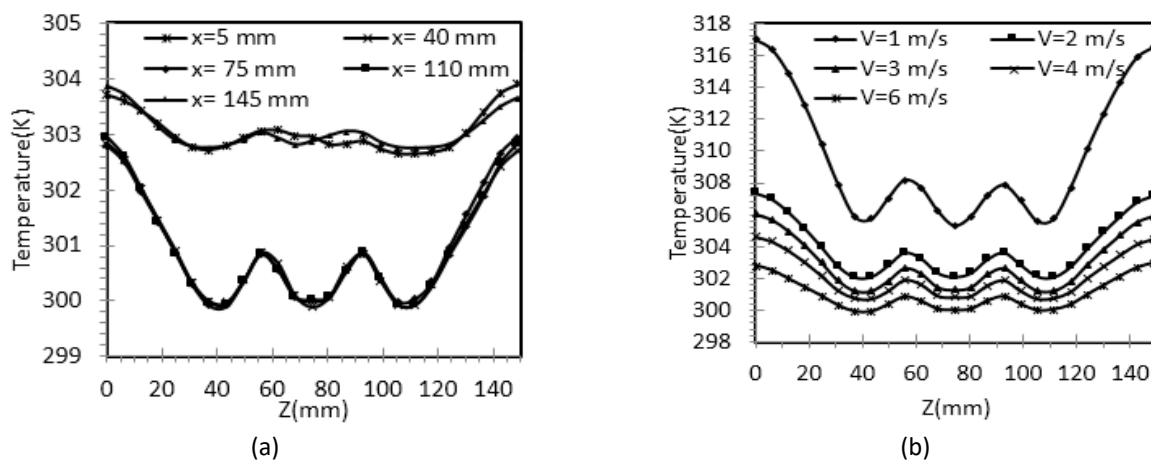 305
304
303
302
301
300
299
Temperature(K)
x=5 mm
x= 40 mm
x= 75 mm
x= 110 mm
x= 145 mm
0 20 40 60 80 100 120 140
Z(mm)
(a)
318
316
314
312
310
308
306
304
302
300
298
Temperature(K)
V=1 m/s
V=2 m/s
V=3 m/s
V=4 m/s
V=6 m/s
0 20 40 60 80 100 120 140
Z(mm)
(b)